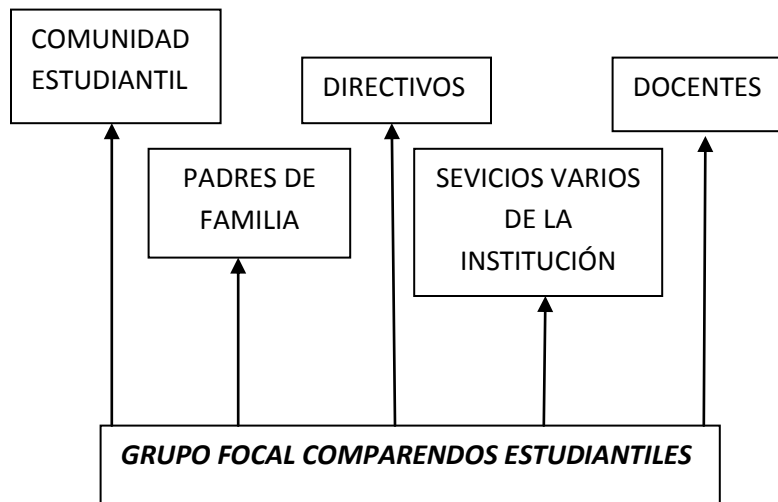 COMUNIDAD
ESTUDIANTIL
DIRECTIVOS
DOCENTES
PADRES DE
FAMILIA
SEVICIOS VARIOS
DE LA
INSTITUCIÓN
GRUPO FOCAL COMPARENDOS ESTUDIANTILES